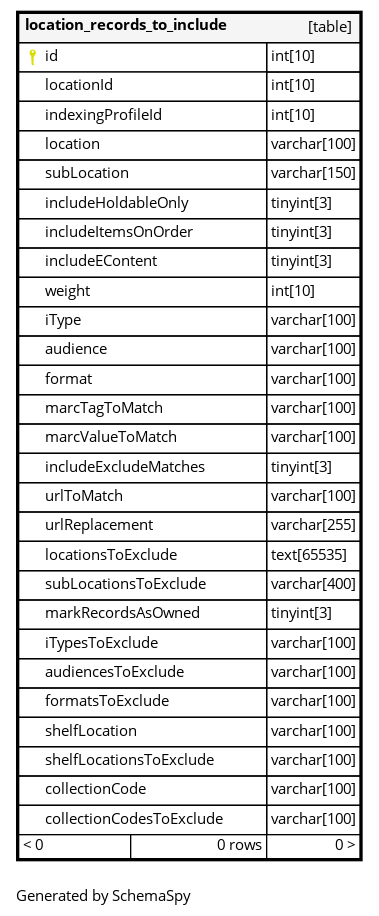 location_records_to_include [table]
id int[10]
locationId int[10]
indexingProfileId int[10]
location varchar[100]
subLocation varchar[150]
includeHoldableOnly tinyint[3]
includeItemsOnOrder tinyint[3]
includeEContent tinyint[3]
weight int[10]
iType varchar[100]
audience varchar[100]
format varchar[100]
marcTagToMatch varchar[100]
marcValueToMatch varchar[100]
includeExcludeMatches tinyint[3]
urlToMatch varchar[100]
urlReplacement varchar[255]
locationsToExclude text[65535]
subLocationsToExclude varchar[400]
markRecordsAsOwned tinyint[3]
iTypesToExclude varchar[100]
audiencesToExclude varchar[100]
formatsToExclude varchar[100]
shelfLocation varchar[100]
shelfLocationsToExclude varchar[100]
collectionCode varchar[100]
collectionCodesToExclude varchar[100]
< 0 0 rows 0 >
Generated by SchemaSpy